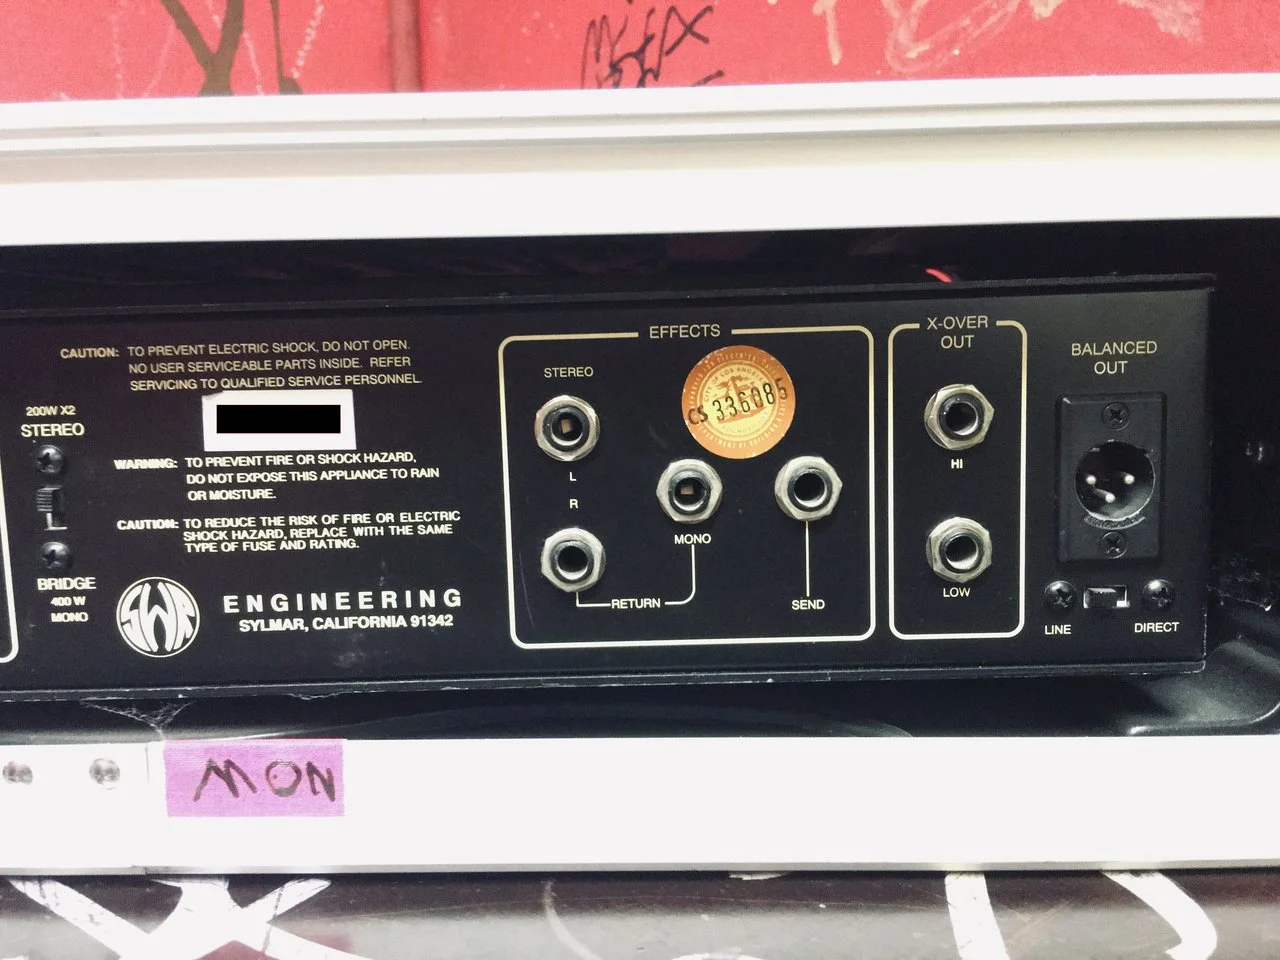 CAUTION: TO PREVENT ELECTRIC SHOCK, DO NOT OPEN.
NO USER SERVICEABLE PARTS INSIDE. REFER
SERVICING TO QUALIFIED SERVICE PERSONNEL.
200W X2
STEREO
WARNING: TO PREVENT FIRE OR SHOCK HAZARD,
DO NOT EXPOSE THIS APPLIANCE TO RAIN
OR MOISTURE.
CAUTION: TO REDUCE THE RISK OF FIRE OR ELECTRIC
SHOCK HAZARD, REPLACE WITH THE SAME
TYPE OF FUSE AND RATING.
BRIDGE
400 W
MONO
SWR
ENGINEERING
SYLMAR, CALIFORNIA 91342
EFFECTS
STEREO
L
R
MONO
RETURN
SEND
CITY OF LOS ANGELES
CS 336085
X-OVER
OUT
HI
LOW
BALANCED
OUT
LINE
DIRECT
MON